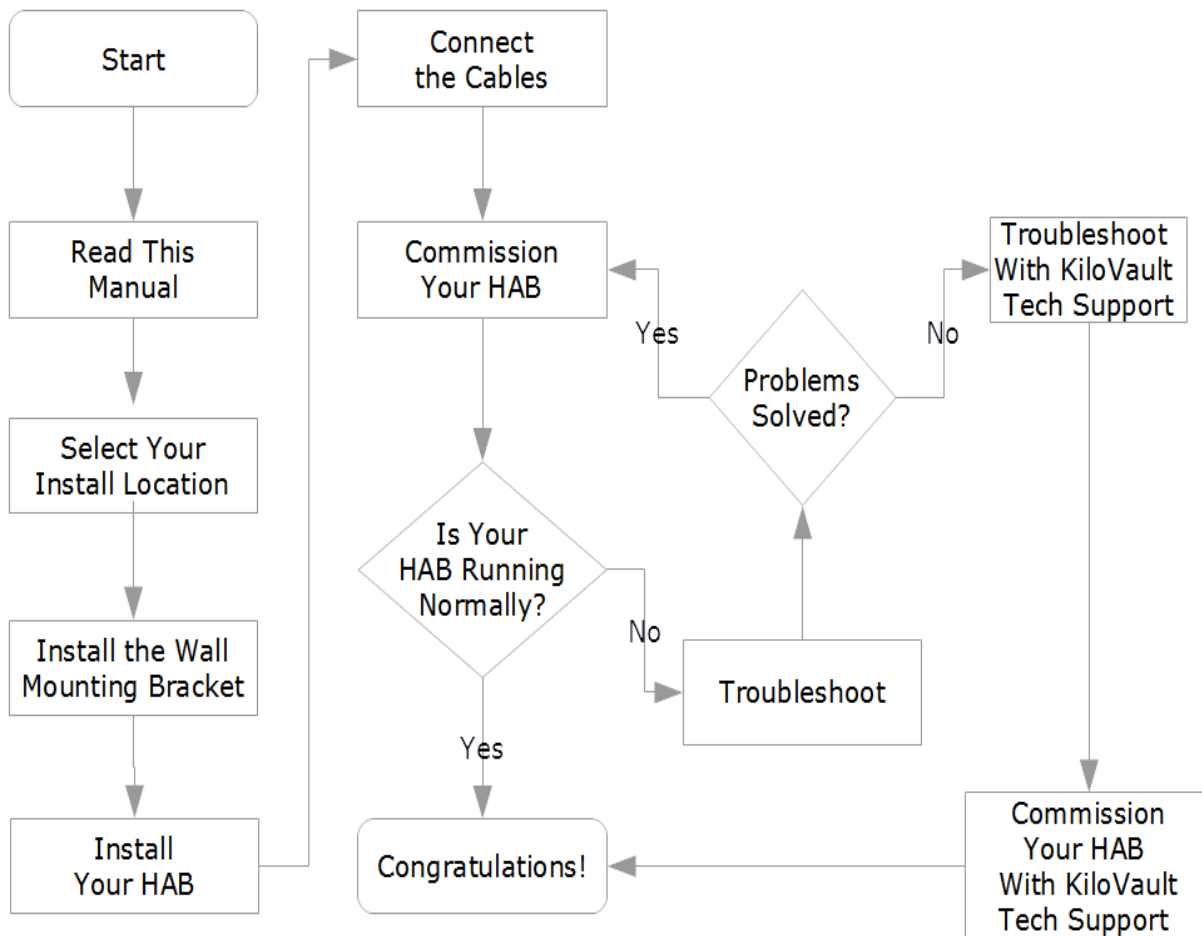 Start
Read This
Manual
Select Your
Install Location
Install the Wall
Mounting Bracket
Install
Your HAB
Connect
the Cables
Commission
Your HAB
Is Your
HAB Running
Normally?
Yes
No
Troubleshoot
Problems
Solved?
Yes
No
Troubleshoot
With KiloVault
Tech Support
Commission
Your HAB
With KiloVault
Tech Support
Congratulations!